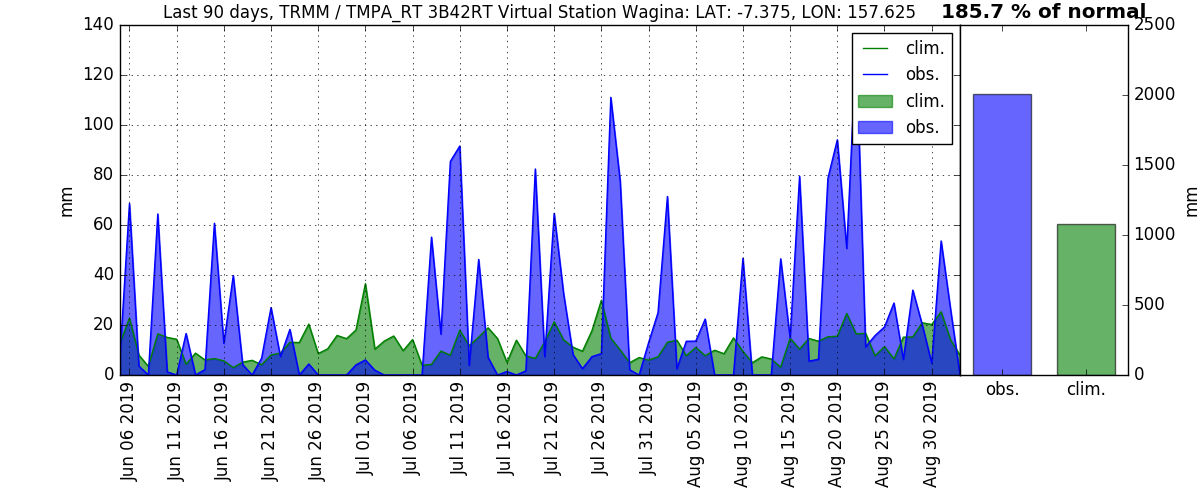 Last 90 days, TRMM / TMPA_RT 3B42RT Virtual Station Wagina: LAT: -7.375, LON: 157.625
185.7 % of normal
140
120
100
80
60
40
20
0
mm
clim.
obs.
clim.
obs.
2500
2000
1500
1000
500
0
mm
obs.
clim.
Jun 06 2019
Jun 11 2019
Jun 16 2019
Jun 21 2019
Jun 26 2019
Jul 01 2019
Jul 06 2019
Jul 11 2019
Jul 16 2019
Jul 21 2019
Jul 26 2019
Jul 31 2019
Aug 05 2019
Aug 10 2019
Aug 15 2019
Aug 20 2019
Aug 25 2019
Aug 30 2019